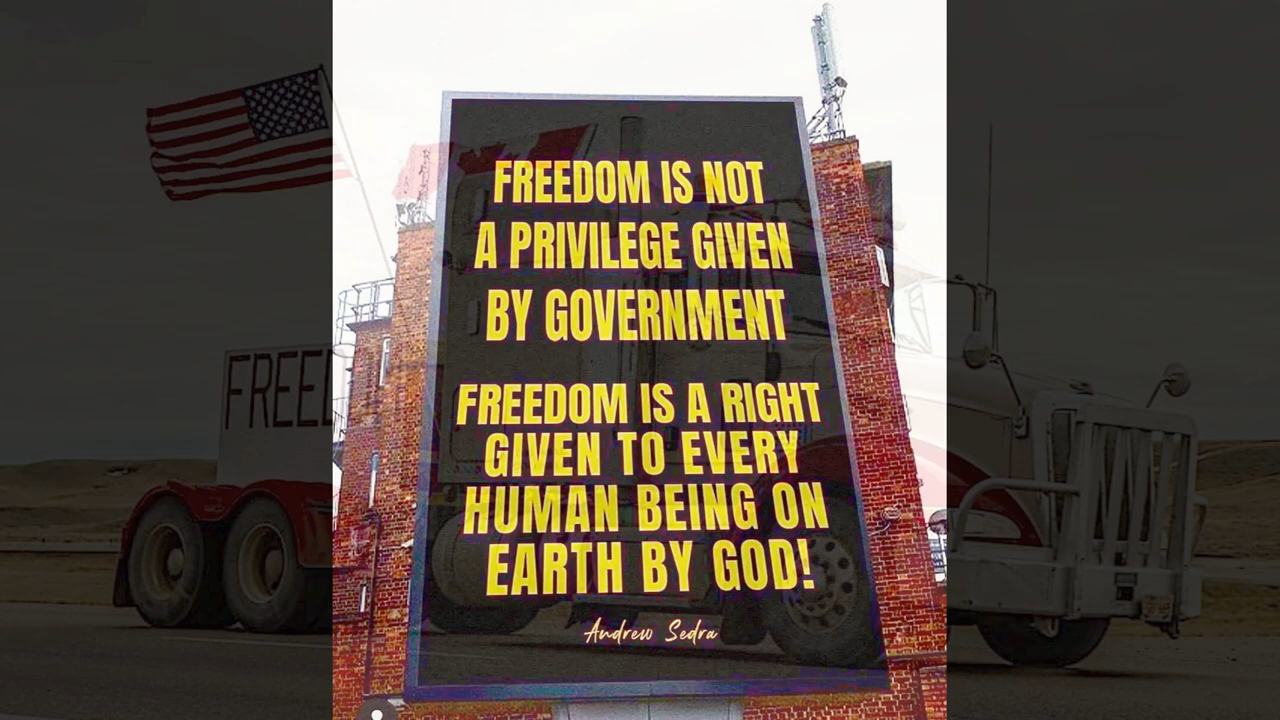 FREEDOM IS NOT
A PRIVILEGE GIVEN
BY GOVERNMENT
FREEDOM IS A RIGHT
GIVEN TO EVERY
HUMAN BEING ON
EARTH BY GOD!
Andrew Sedra